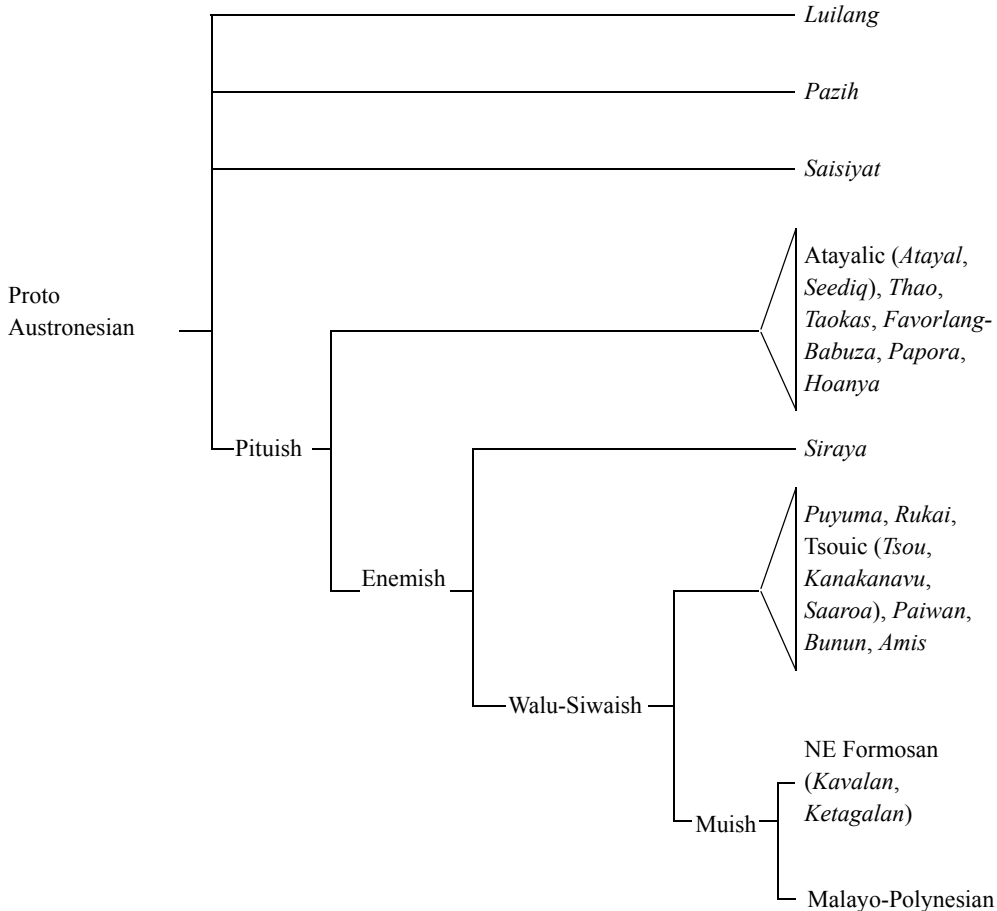 Luilang
Pazih
Saisiyat
Atayalic (Atayal,
Seediq), Thao,
Taokas, Favorlang-
Babuza, Papora,
Hoanya
Proto
Austronesian
Pituish
Siraya
Puyuma, Rukai,
Tsouic (Tsou,
Kanakanavu,
Saaroa), Paiwan,
Bunun, Amis
Enemish
Walu-Siwaish
NE Formosan
(Kavalan,
Ketagalan)
Muish
Malayo-Polynesian